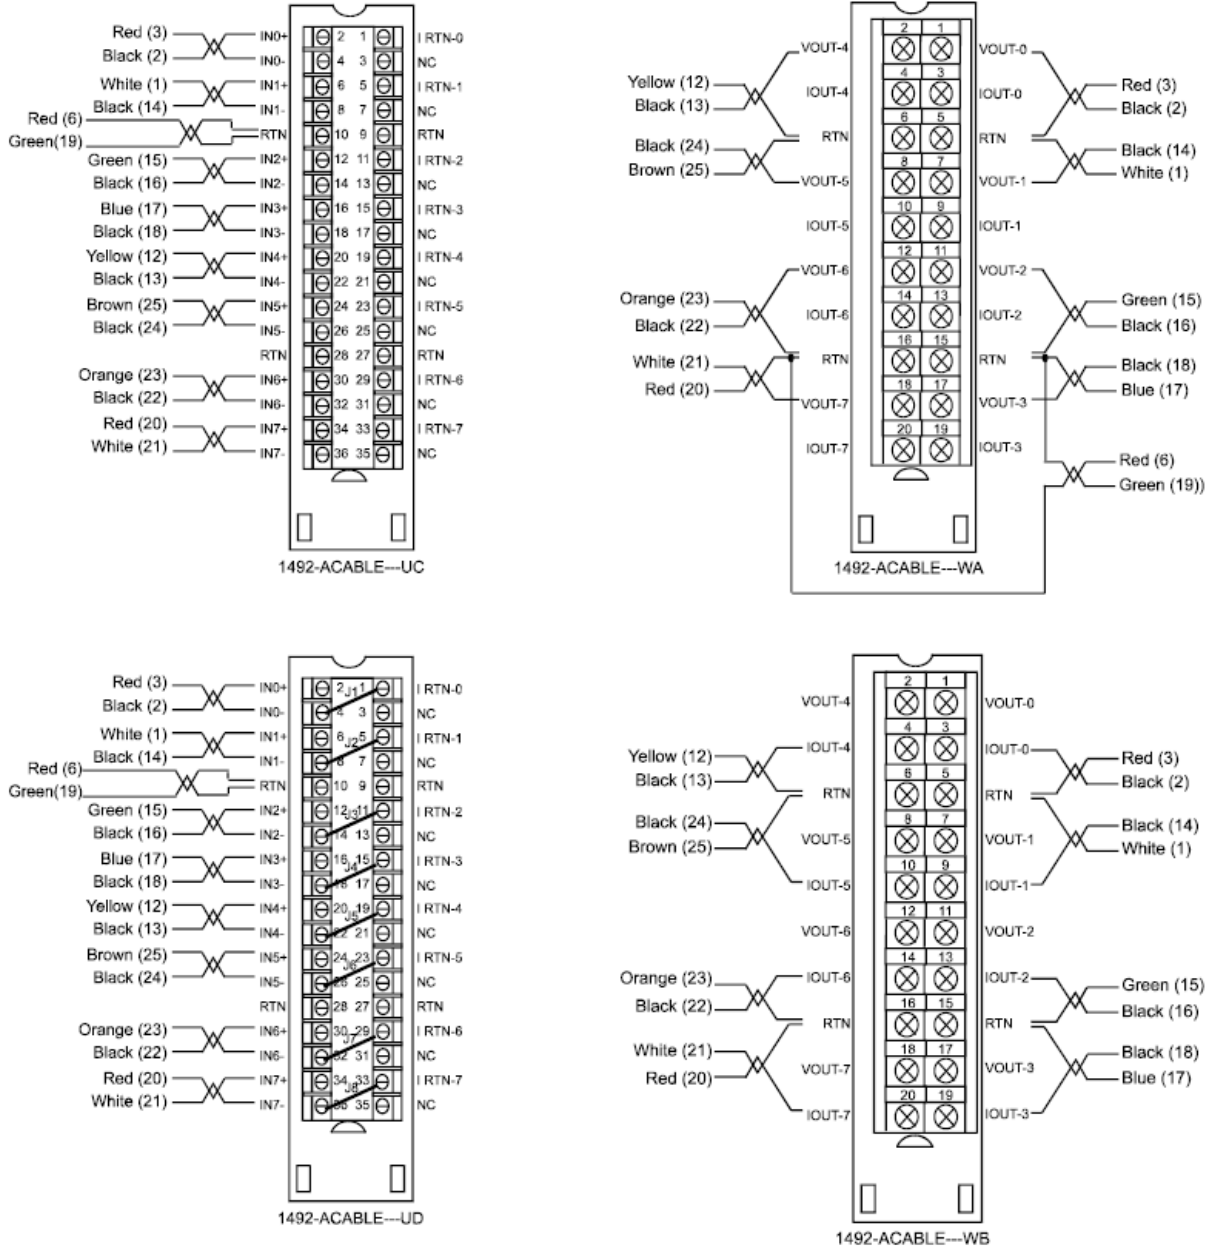 Red (3) IN0+ 2 1 I RTN-0
Black (2) IN0- 4 3 NC
White (1) IN1+ 6 5 I RTN-1
Black (14) IN1- 8 7 NC
Red (6)
Green(19) RTN 10 9 RTN
Green (15) IN2+ 12 11 I RTN-2
Black (16) IN2- 14 13 NC
Blue (17) IN3+ 16 15 I RTN-3
Black (18) IN3- 18 17 NC
Yellow (12) IN4+ 20 19 I RTN-4
Black (13) IN4- 22 21 NC
Brown (25) IN5+ 24 23 I RTN-5
Black (24) IN5- 26 25 NC
RTN 28 27 RTN
Orange (23) IN6+ 30 29 I RTN-6
Black (22) IN6- 32 31 NC
Red (20) IN7+ 34 33 I RTN-7
White (21) IN7- 36 35 NC
1492-ACABLE---UC
2 1
VOUT-4 VOUT-0
4 3
Yellow (12) Red (3)
IOUT-4 IOUT-0
Black (13) Black (2)
6 5
RTN RTN
Black (24) Black (14)
8 7
Brown (25) White (1)
VOUT-5 VOUT-1
10 9
IOUT-5 IOUT-1
12 11
VOUT-6 VOUT-2
14 13
Orange (23) Green (15)
IOUT-6 IOUT-2
Black (22) Black (16)
16 15
RTN RTN
White (21) Black (18)
18 17
Red (20) Blue (17)
VOUT-7 VOUT-3
20 19
IOUT-7 IOUT-3
Red (6)
Green (19))
1492-ACABLE---WA
Red (3) IN0+ 2 J1 1 I RTN-0
Black (2) IN0- 4 3 NC
White (1) IN1+ 6 J2 5 I RTN-1
Black (14) IN1- 8 7 NC
Red (6)
Green(19) RTN 10 9 RTN
Green (15) IN2+ 12 J3 11 I RTN-2
Black (16) IN2- 14 13 NC
Blue (17) IN3+ 16 J4 15 I RTN-3
Black (18) IN3- 18 17 NC
Yellow (12) IN4+ 20 J5 19 I RTN-4
Black (13) IN4- 22 21 NC
Brown (25) IN5+ 24 J6 23 I RTN-5
Black (24) IN5- 26 25 NC
RTN 28 27 RTN
Orange (23) IN6+ 30 J7 29 I RTN-6
Black (22) IN6- 32 31 NC
Red (20) IN7+ 34 J8 33 I RTN-7
White (21) IN7- 36 35 NC
1492-ACABLE---UD
2 1
VOUT-4 VOUT-0
4 3
IOUT-4 IOUT-0
Yellow (12) Red (3)
6 5
Black (13) Black (2)
RTN RTN
8 7
Black (24) Black (14)
VOUT-5 VOUT-1
Brown (25) White (1)
10 9
IOUT-5 IOUT-1
12 11
VOUT-6 VOUT-2
14 13
Orange (23) Green (15)
IOUT-6 IOUT-2
16 15
Black (22) Black (16)
RTN RTN
18 17
White (21) Black (18)
VOUT-7 VOUT-3
Red (20) Blue (17)
20 19
IOUT-7 IOUT-3
1492-ACABLE---WB